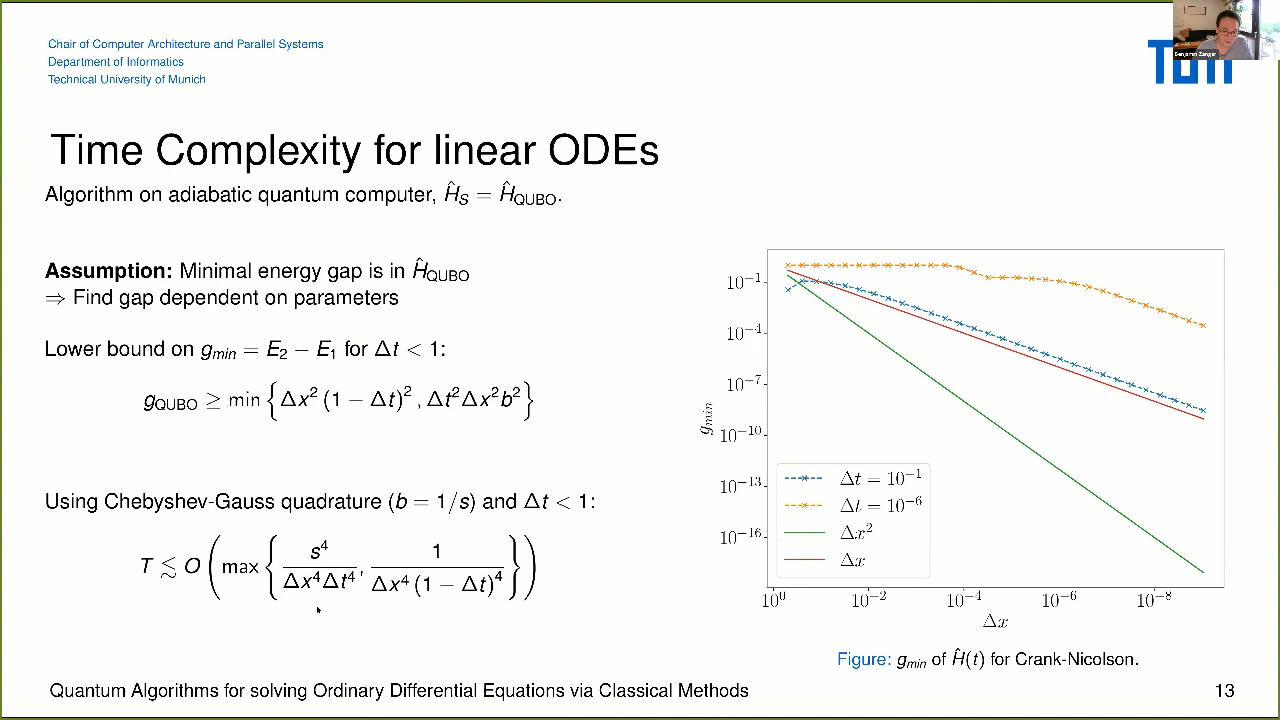 Chair of Computer Architecture and Parallel Systems
Department of Informatics
Technical University of Munich
Benjamin Zanger
TUM
Time Complexity for linear ODEs
Algorithm on adiabatic quantum computer, Ĥ_S = Ĥ_QUBO.
Assumption: Minimal energy gap is in Ĥ_QUBO
⇒ Find gap dependent on parameters
Lower bound on g_min = E_2 − E_1 for Δt < 1:
g_QUBO ≥ min {Δx^2 (1 − Δt)^2, Δt^2Δx^2b^2}
Using Chebyshev-Gauss quadrature (b = 1/s) and Δt < 1:
T ≲ O(max{s^4/(Δx^4Δt^4), 1/(Δx^4 (1 − Δt)^4)})
g_min
10^−1
10^−4
10^−7
10^−10
10^−13
10^−16
Δt = 10^−1
Δt = 10^−6
Δx^2
Δx
10^0 10^−2 10^−4 10^−6 10^−8
Δx
Figure: g_min of Ĥ(t) for Crank-Nicolson.
Quantum Algorithms for solving Ordinary Differential Equations via Classical Methods
13